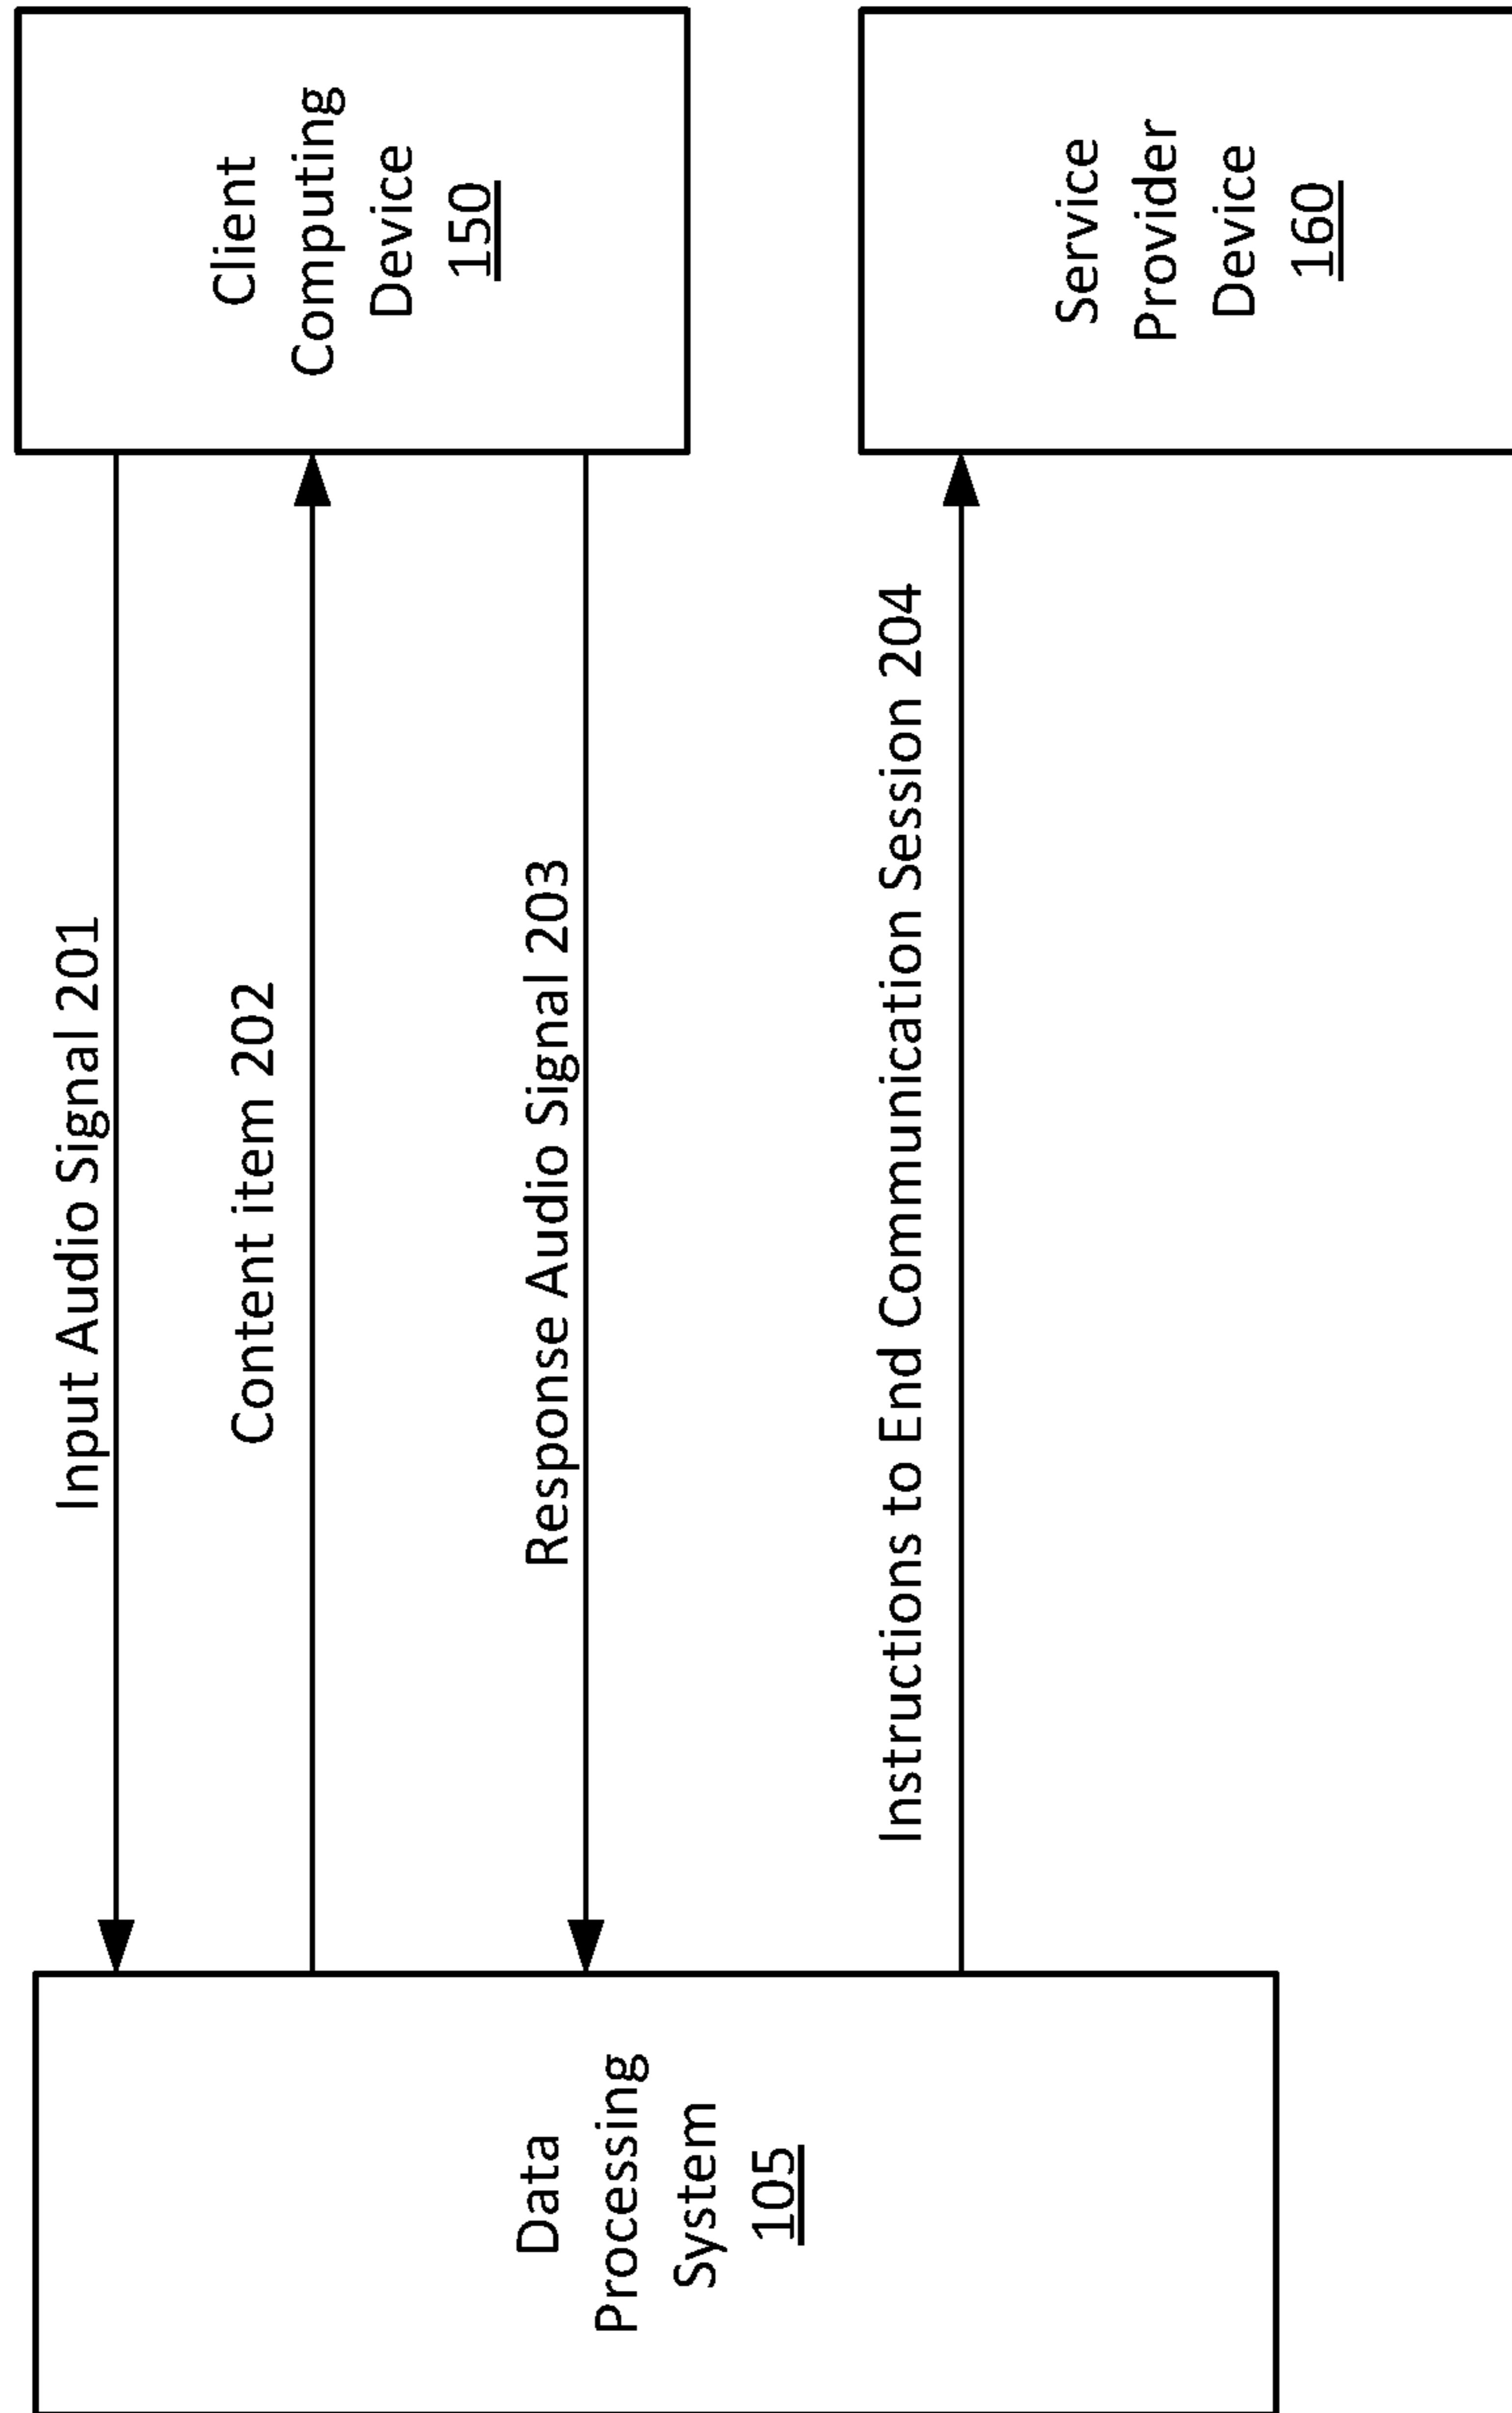 Data
Processing
System
105
Input Audio Signal 201
Content item 202
Response Audio Signal 203
Instructions to End Communication Session 204
Client
Computing
Device
150
Service
Provider
Device
160